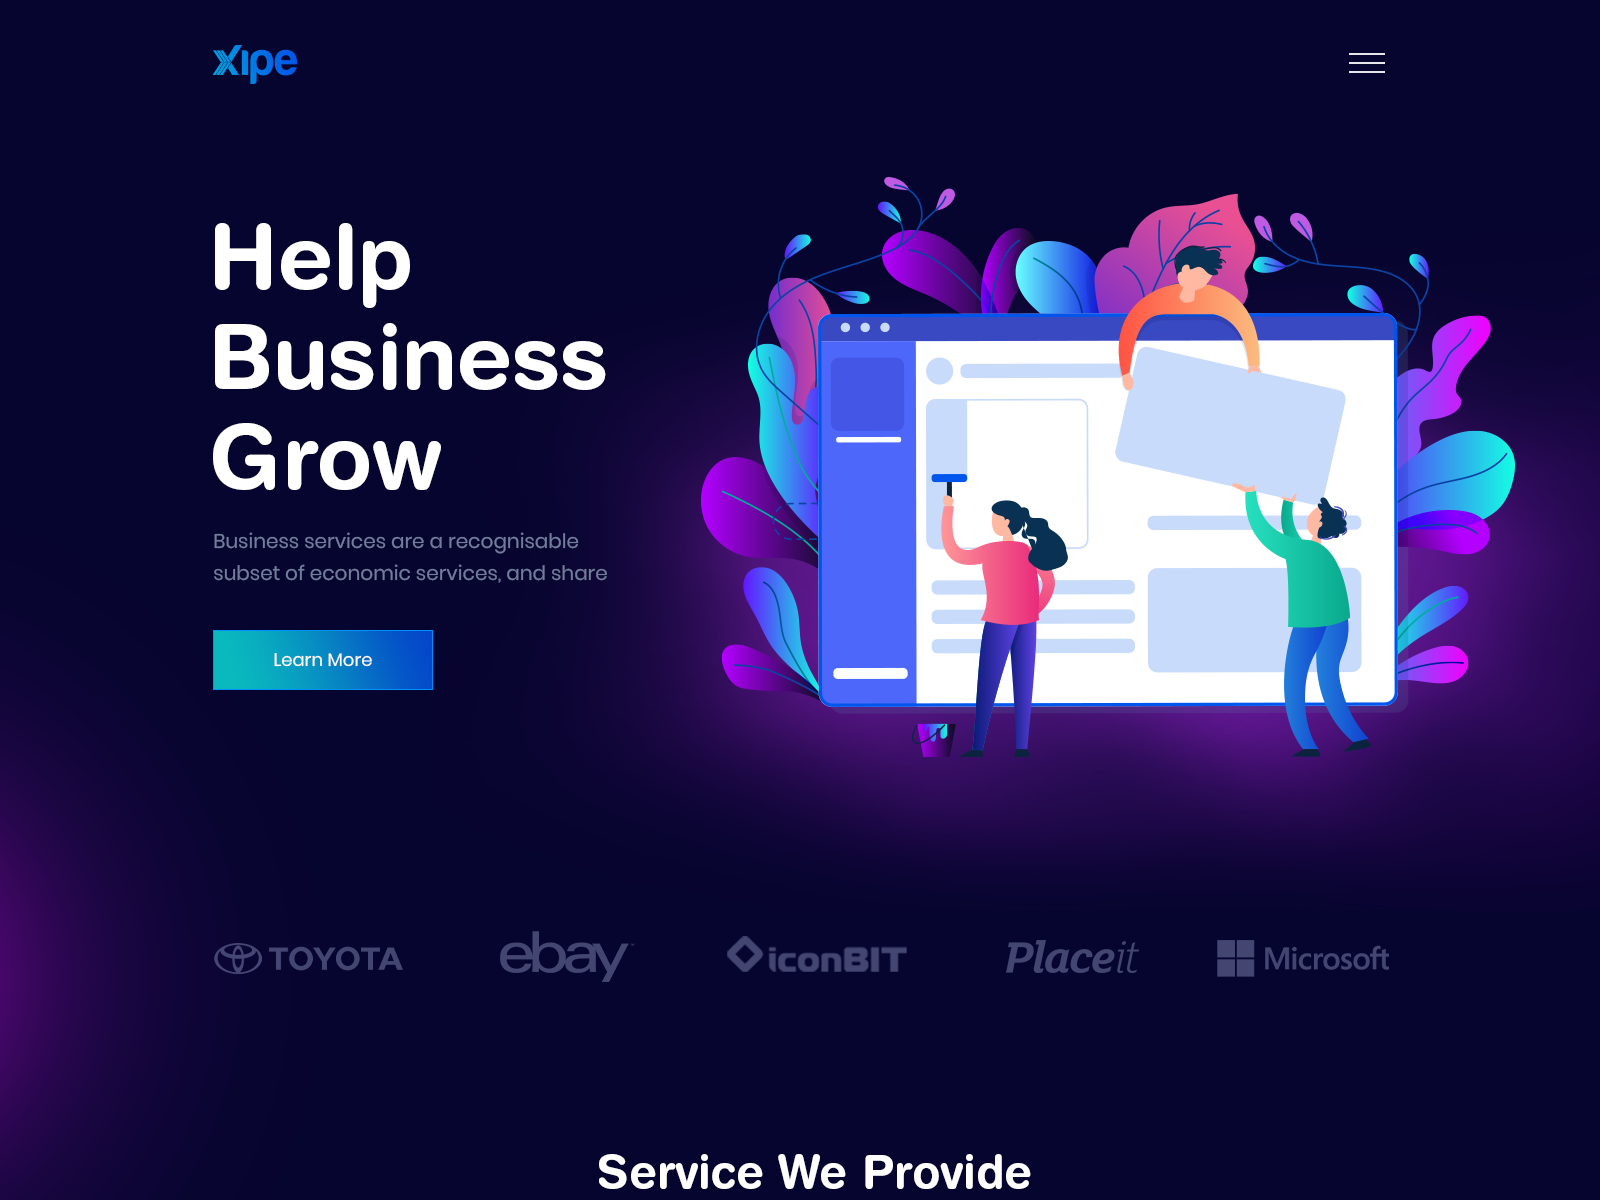 xipe
Help
Business
Grow
Business services are a recognisable
subset of economic services, and share
Learn More
TOYOTA
ebay
iconBIT
Placeit
Microsoft
Service We Provide